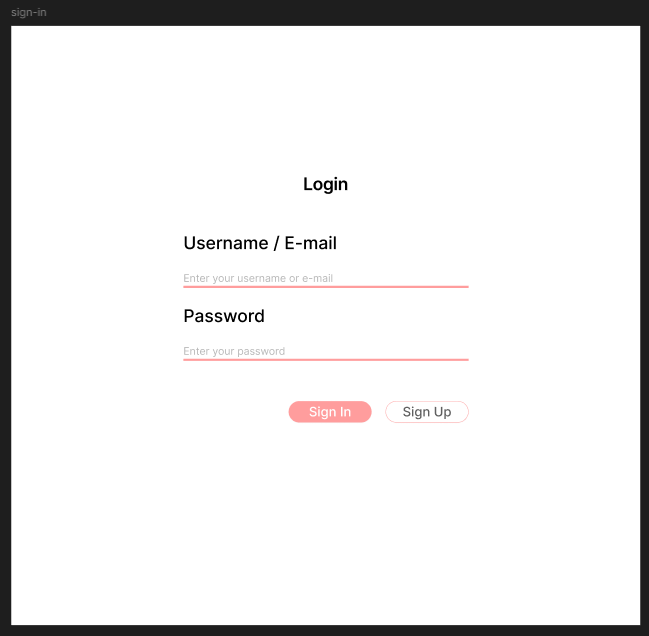 sign-in
Login
Username / E-mail
Enter your username or e-mail
Password
Enter your password
Sign In
Sign Up